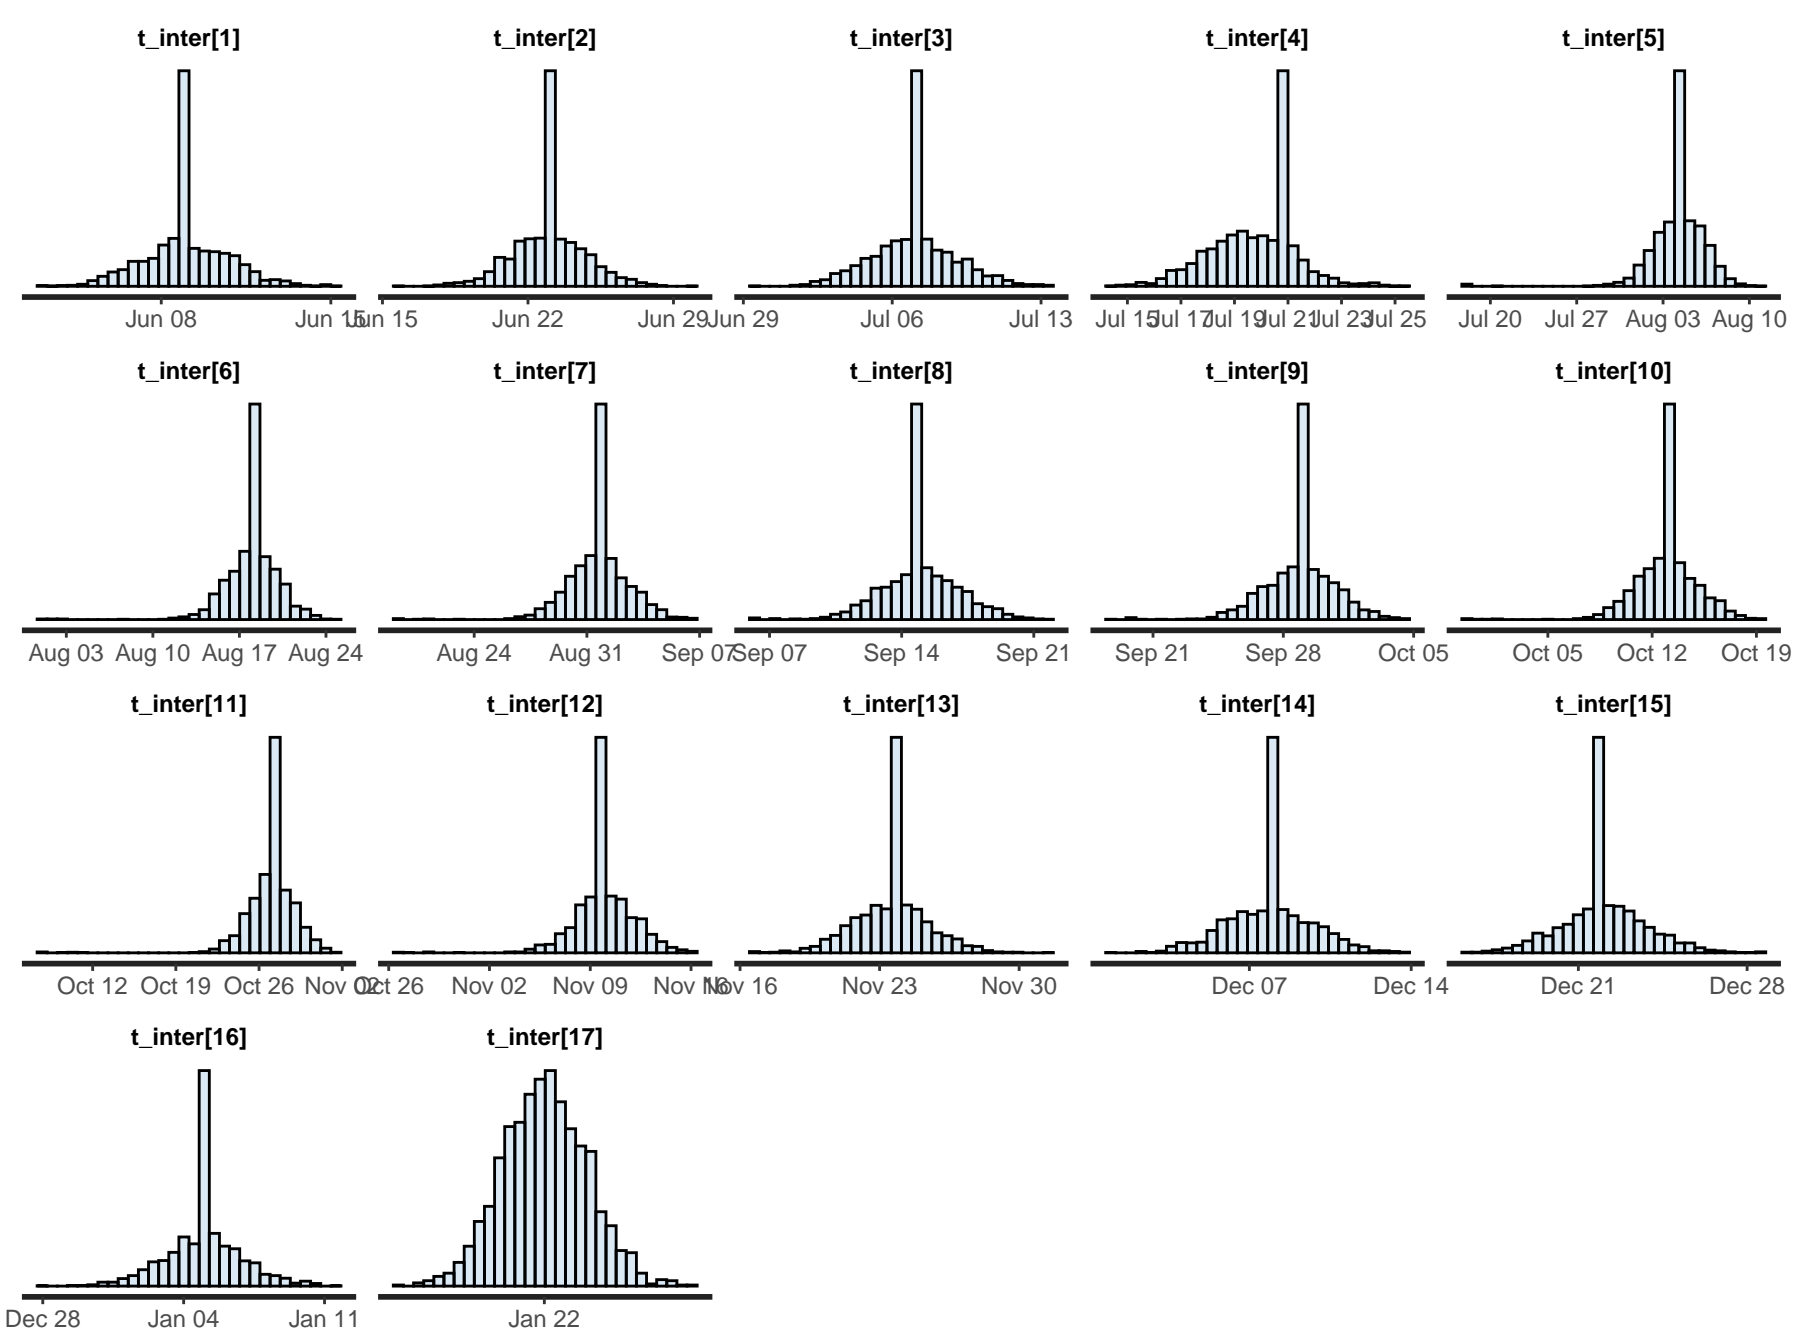 t_inter[1] t_inter[2] t_inter[3] t_inter[4] t_inter[5]
Jun 08 Jun 15 Jun 15 Jun 22 Jun 29 Jun 29 Jul 06 Jul 13 Jul 15 Jul 17 Jul 19 Jul 21 Jul 23 Jul 25 Jul 20 Jul 27 Aug 03 Aug 10
t_inter[6] t_inter[7] t_inter[8] t_inter[9] t_inter[10]
Aug 03 Aug 10 Aug 17 Aug 24 Aug 24 Aug 31 Sep 07 Sep 07 Sep 14 Sep 21 Sep 21 Sep 28 Oct 05 Oct 05 Oct 12 Oct 19
t_inter[11] t_inter[12] t_inter[13] t_inter[14] t_inter[15]
Oct 12 Oct 19 Oct 26 Nov 02 Oct 26 Nov 02 Nov 09 Nov 16 Nov 16 Nov 23 Nov 30 Dec 07 Dec 14 Dec 21 Dec 28
t_inter[16] t_inter[17]
Dec 28 Jan 04 Jan 11 Jan 22